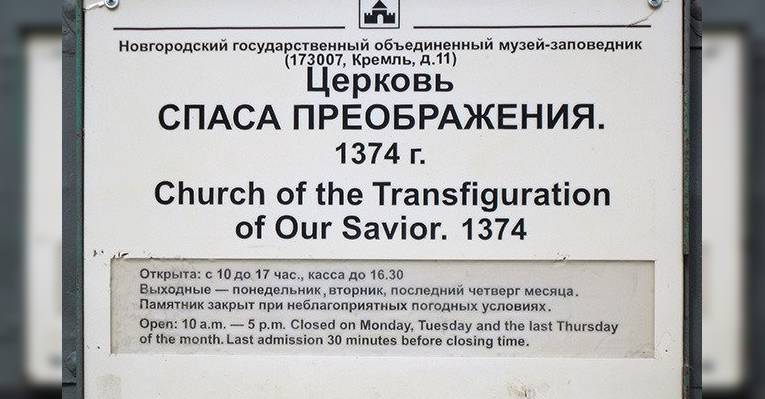 Новгородский государственный объединенный музей-заповедник
(173007, Кремль, д.11)
Церковь
СПАСА ПРЕОБРАЖЕНИЯ.
1374 г.
Church of the Transfiguration
of Our Savior. 1374
Открыта: с 10 до 17 час., касса до 16.30
Выходные — понедельник, вторник, последний четверг месяца.
Памятник закрыт при неблагоприятных погодных условиях.
Open: 10 a.m. — 5 p.m. Closed on Monday, Tuesday and the last Thursday
of the month. Last admission 30 minutes before closing time.